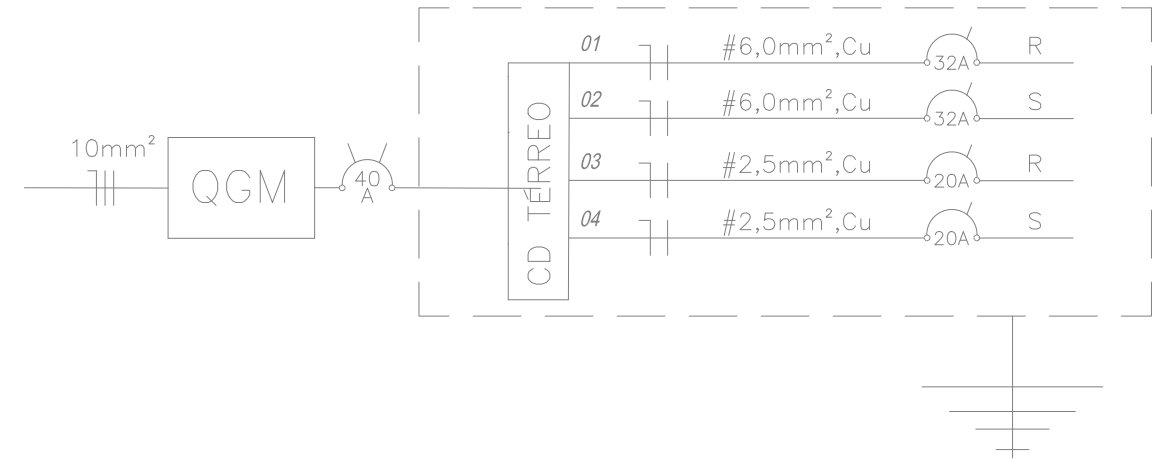 10mm²
QGM
40
A
CD TÉRREO
01 #6,0mm²,Cu 32A R
02 #6,0mm²,Cu 32A S
03 #2,5mm²,Cu 20A R
04 #2,5mm²,Cu 20A S